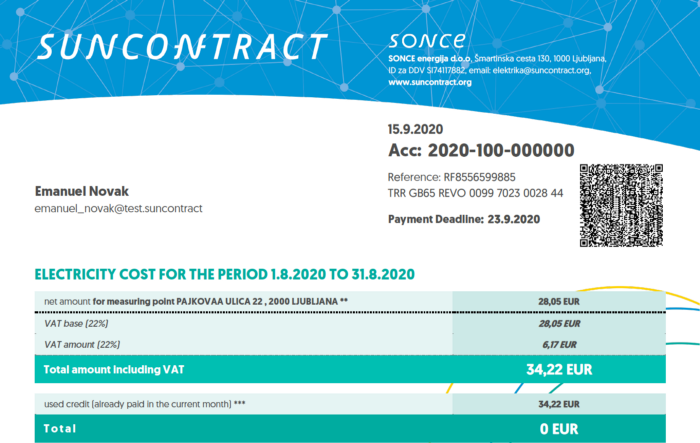 SUNCONTRACT
SONCE
SONCE energija d.o.o, Šmartinska cesta 130, 1000 Ljubljana,
ID za DDV SI74117882, email: elektrika@suncontract.org,
www.suncontract.org
15.9.2020
Acc: 2020-100-000000
Reference: RF8556599885
TRR GB65 REVO 0099 7023 0028 44
Payment Deadline: 23.9.2020
Emanuel Novak
emanuel_novak@test.suncontract
ELECTRICITY COST FOR THE PERIOD 1.8.2020 TO 31.8.2020
net amount for measuring point PAJKOVAA ULICA 22 , 2000 LJUBLJANA ** 28,05 EUR
VAT base (22%) 28,05 EUR
VAT amount (22%) 6,17 EUR
Total amount including VAT 34,22 EUR
used credit (already paid in the current month) *** 34,22 EUR
Total 0 EUR